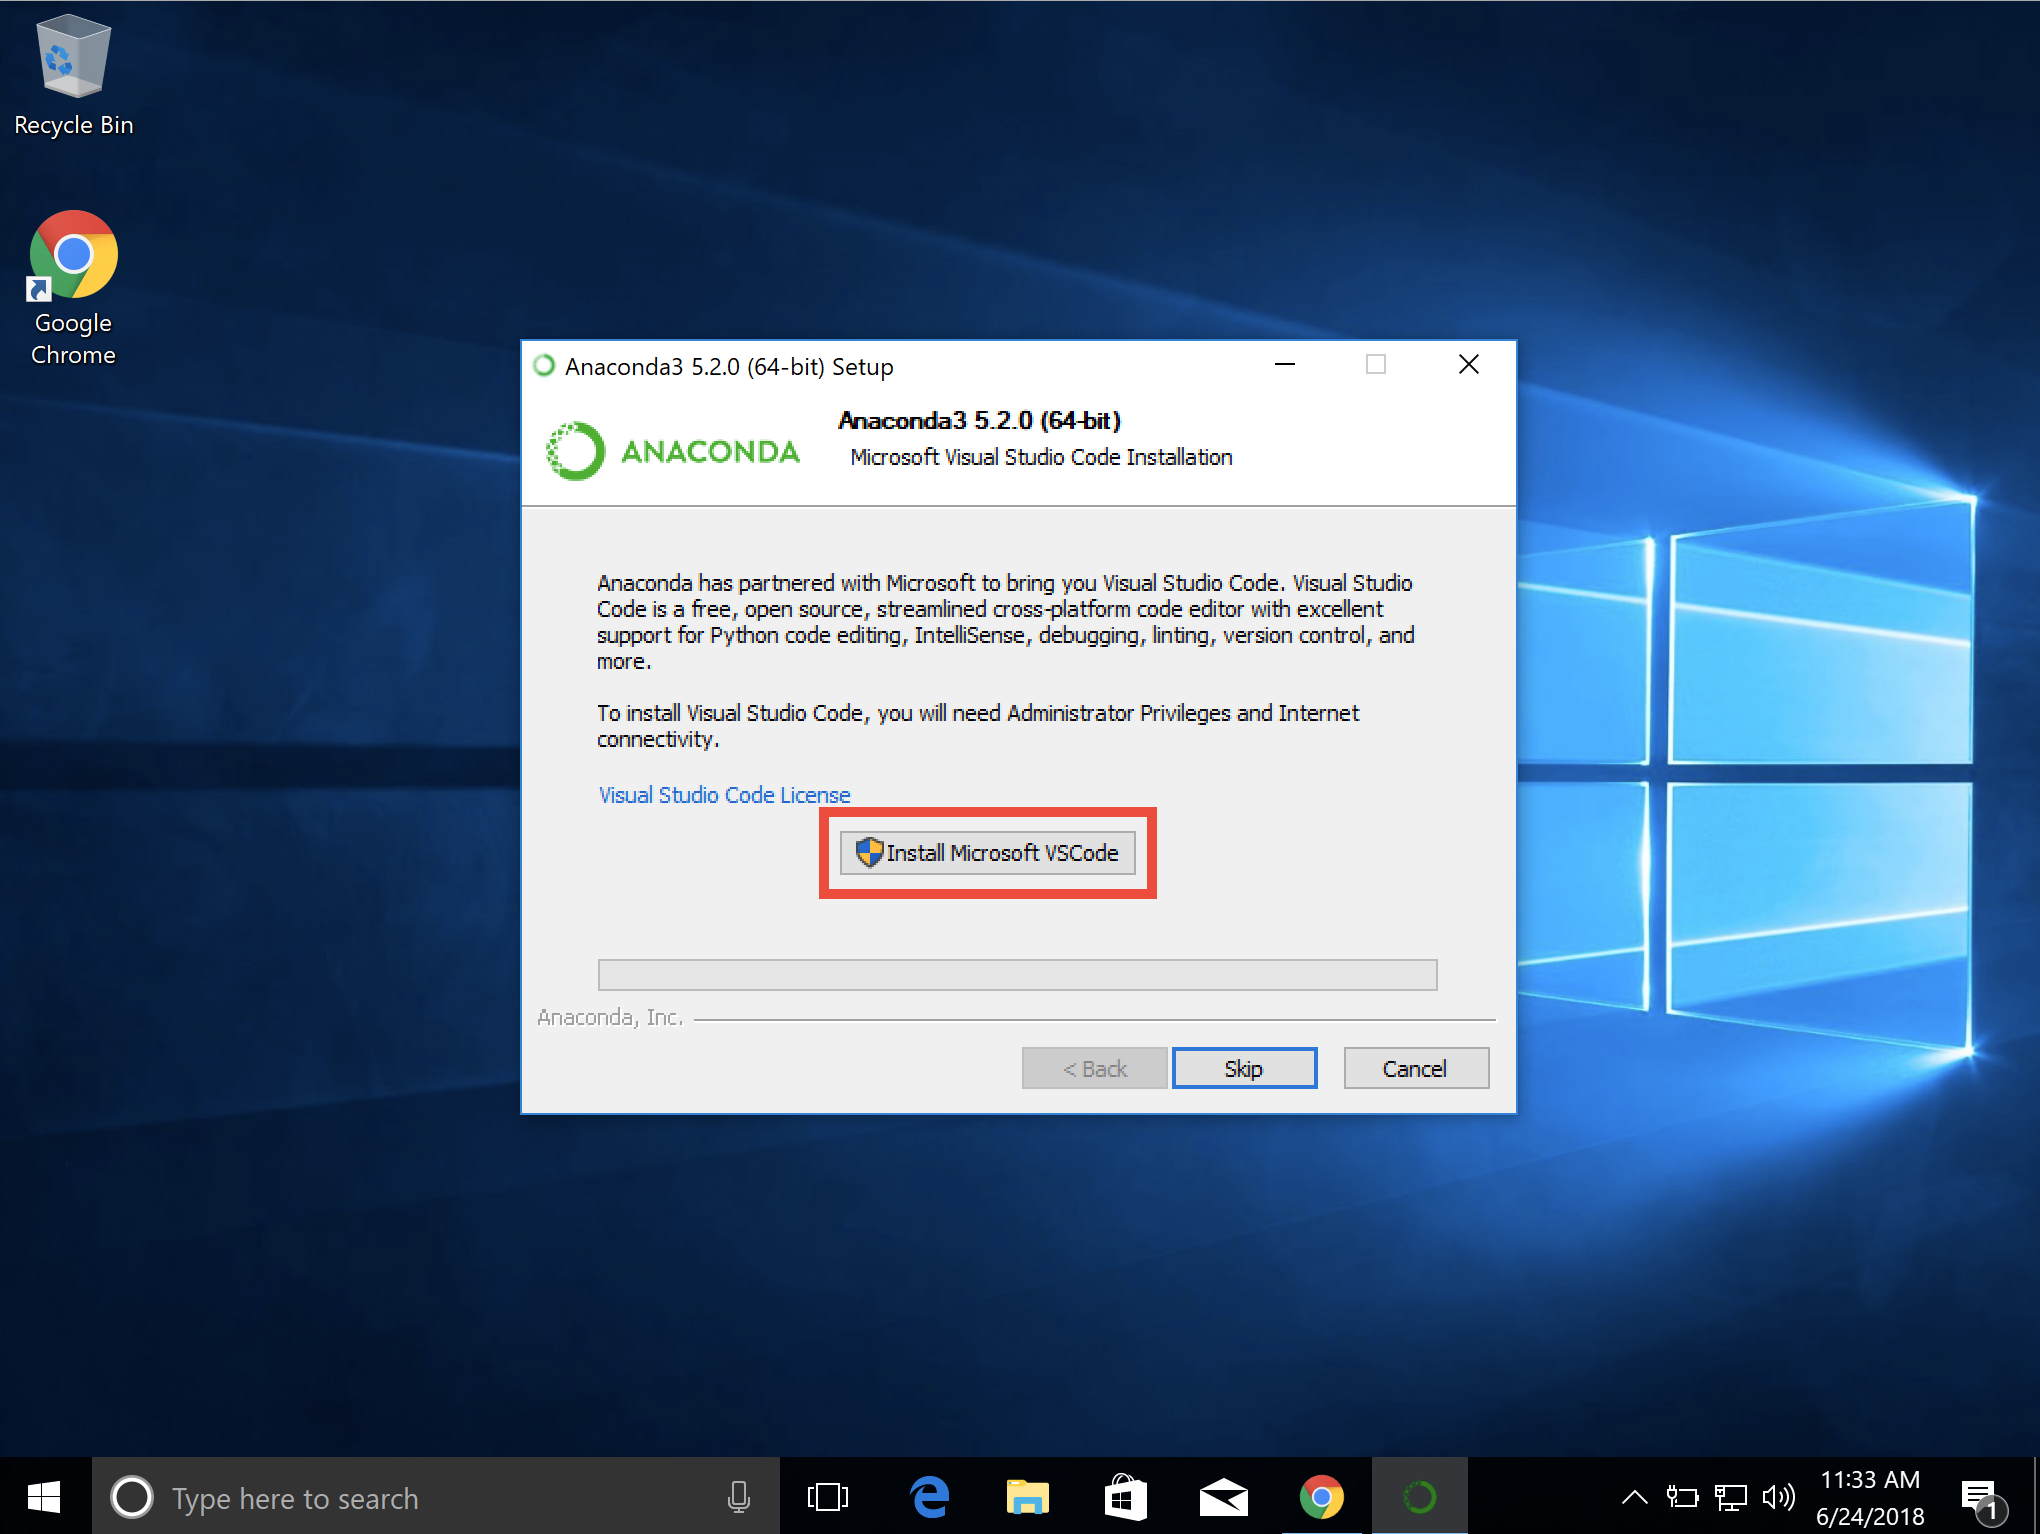 Recycle Bin
Google
Chrome
Anaconda3 5.2.0 (64-bit) Setup
ANACONDA
Anaconda3 5.2.0 (64-bit)
Microsoft Visual Studio Code Installation
Anaconda has partnered with Microsoft to bring you Visual Studio Code. Visual Studio
Code is a free, open source, streamlined cross-platform code editor with excellent
support for Python code editing, IntelliSense, debugging, linting, version control, and
more.
To install Visual Studio Code, you will need Administrator Privileges and Internet
connectivity.
Visual Studio Code License
Install Microsoft VSCode
Anaconda, Inc.
< Back
Skip
Cancel
Type here to search
11:33 AM
6/24/2018
1